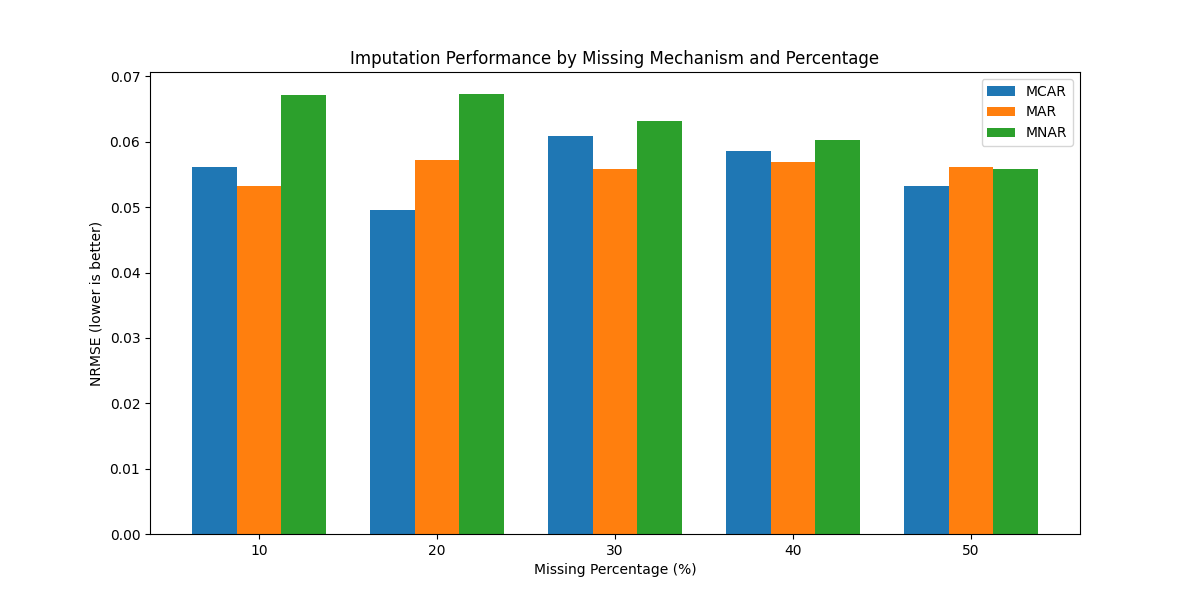 Imputation Performance by Missing Mechanism and Percentage
0.07
0.06
0.05
0.04
0.03
0.02
0.01
0.00
NRMSE (lower is better)
MCAR
MAR
MNAR
10 20 30 40 50
Missing Percentage (%)